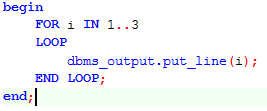 begin
FOR i IN 1..3
LOOP
dbms_output.put_line(i);
END LOOP;
end;